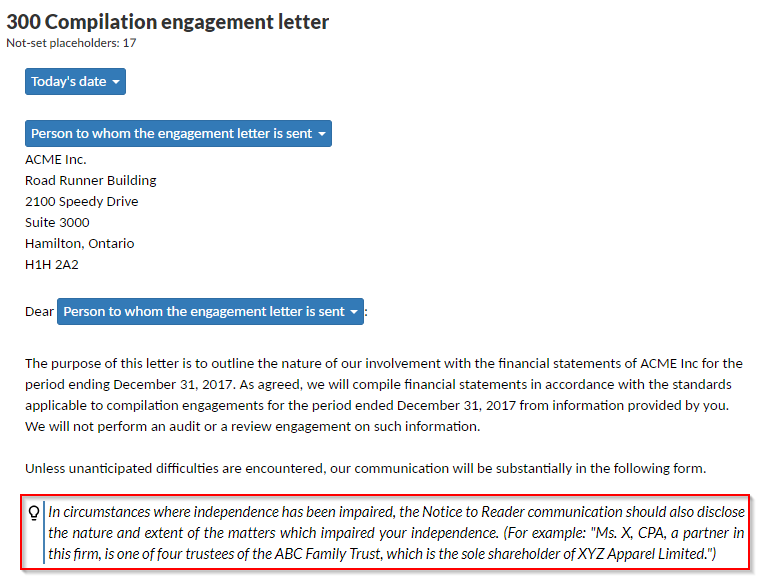 300 Compilation engagement letter
Not-set placeholders: 17
Today's date
Person to whom the engagement letter is sent
ACME Inc.
Road Runner Building
2100 Speedy Drive
Suite 3000
Hamilton, Ontario
H1H 2A2
Dear Person to whom the engagement letter is sent :
The purpose of this letter is to outline the nature of our involvement with the financial statements of ACME Inc for the
period ending December 31, 2017. As agreed, we will compile financial statements in accordance with the standards
applicable to compilation engagements for the period ended December 31, 2017 from information provided by you.
We will not perform an audit or a review engagement on such information.
Unless unanticipated difficulties are encountered, our communication will be substantially in the following form.
In circumstances where independence has been impaired, the Notice to Reader communication should also disclose
the nature and extent of the matters which impaired your independence. (For example: "Ms. X, CPA, a partner in
this firm, is one of four trustees of the ABC Family Trust, which is the sole shareholder of XYZ Apparel Limited.")